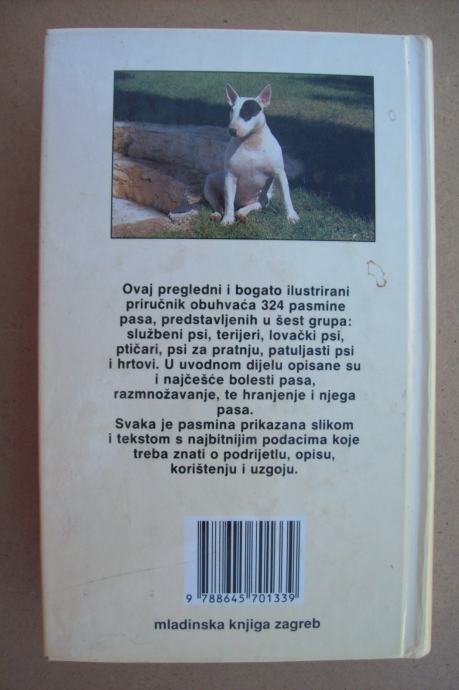 Ovaj pregledni i bogato ilustrirani
priručnik obuhvaća 324 pasmine
pasa, predstavljenih u šest grupa:
službeni psi, terijeri, lovački psi,
ptičari, psi za pratnju, patuljasti psi
i hrtovi. U uvodnom dijelu opisane su
i najčešće bolesti pasa,
razmnožavanje, te hranjenje i njega
pasa.
Svaka je pasmina prikazana slikom
i tekstom s najbitnijim podacima koje
treba znati o podrijetlu, opisu,
korištenju i uzgoju.
9 788645 701339
mladinska knjiga zagreb